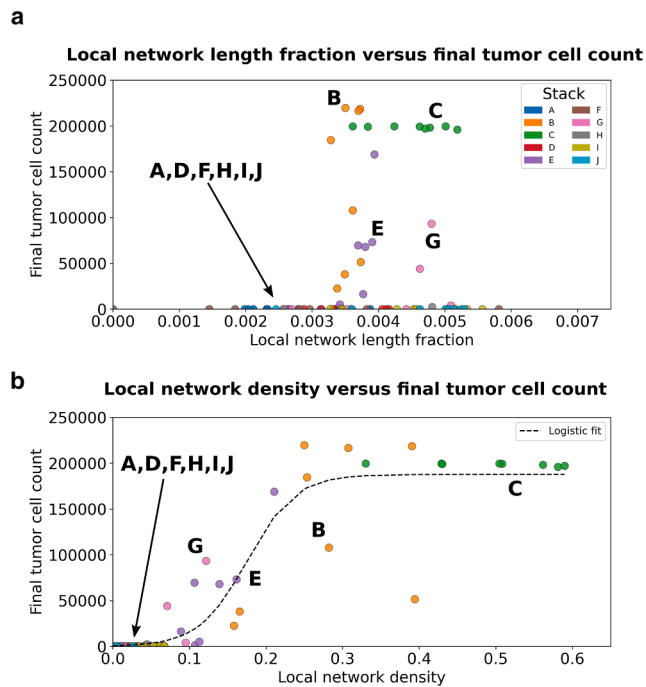 a
Local network length fraction versus final tumor cell count
250000
200000
150000
100000
50000
0
Final tumor cell count
B
C
A,D,F,H,I,J
E
G
Stack
A
B
C
D
E
F
G
H
I
J
0.000 0.001 0.002 0.003 0.004 0.005 0.006 0.007
Local network length fraction
b
Local network density versus final tumor cell count
250000
200000
150000
100000
50000
0
Final tumor cell count
Logistic fit
A,D,F,H,I,J
C
B
G
E
0.0 0.1 0.2 0.3 0.4 0.5 0.6
Local network density